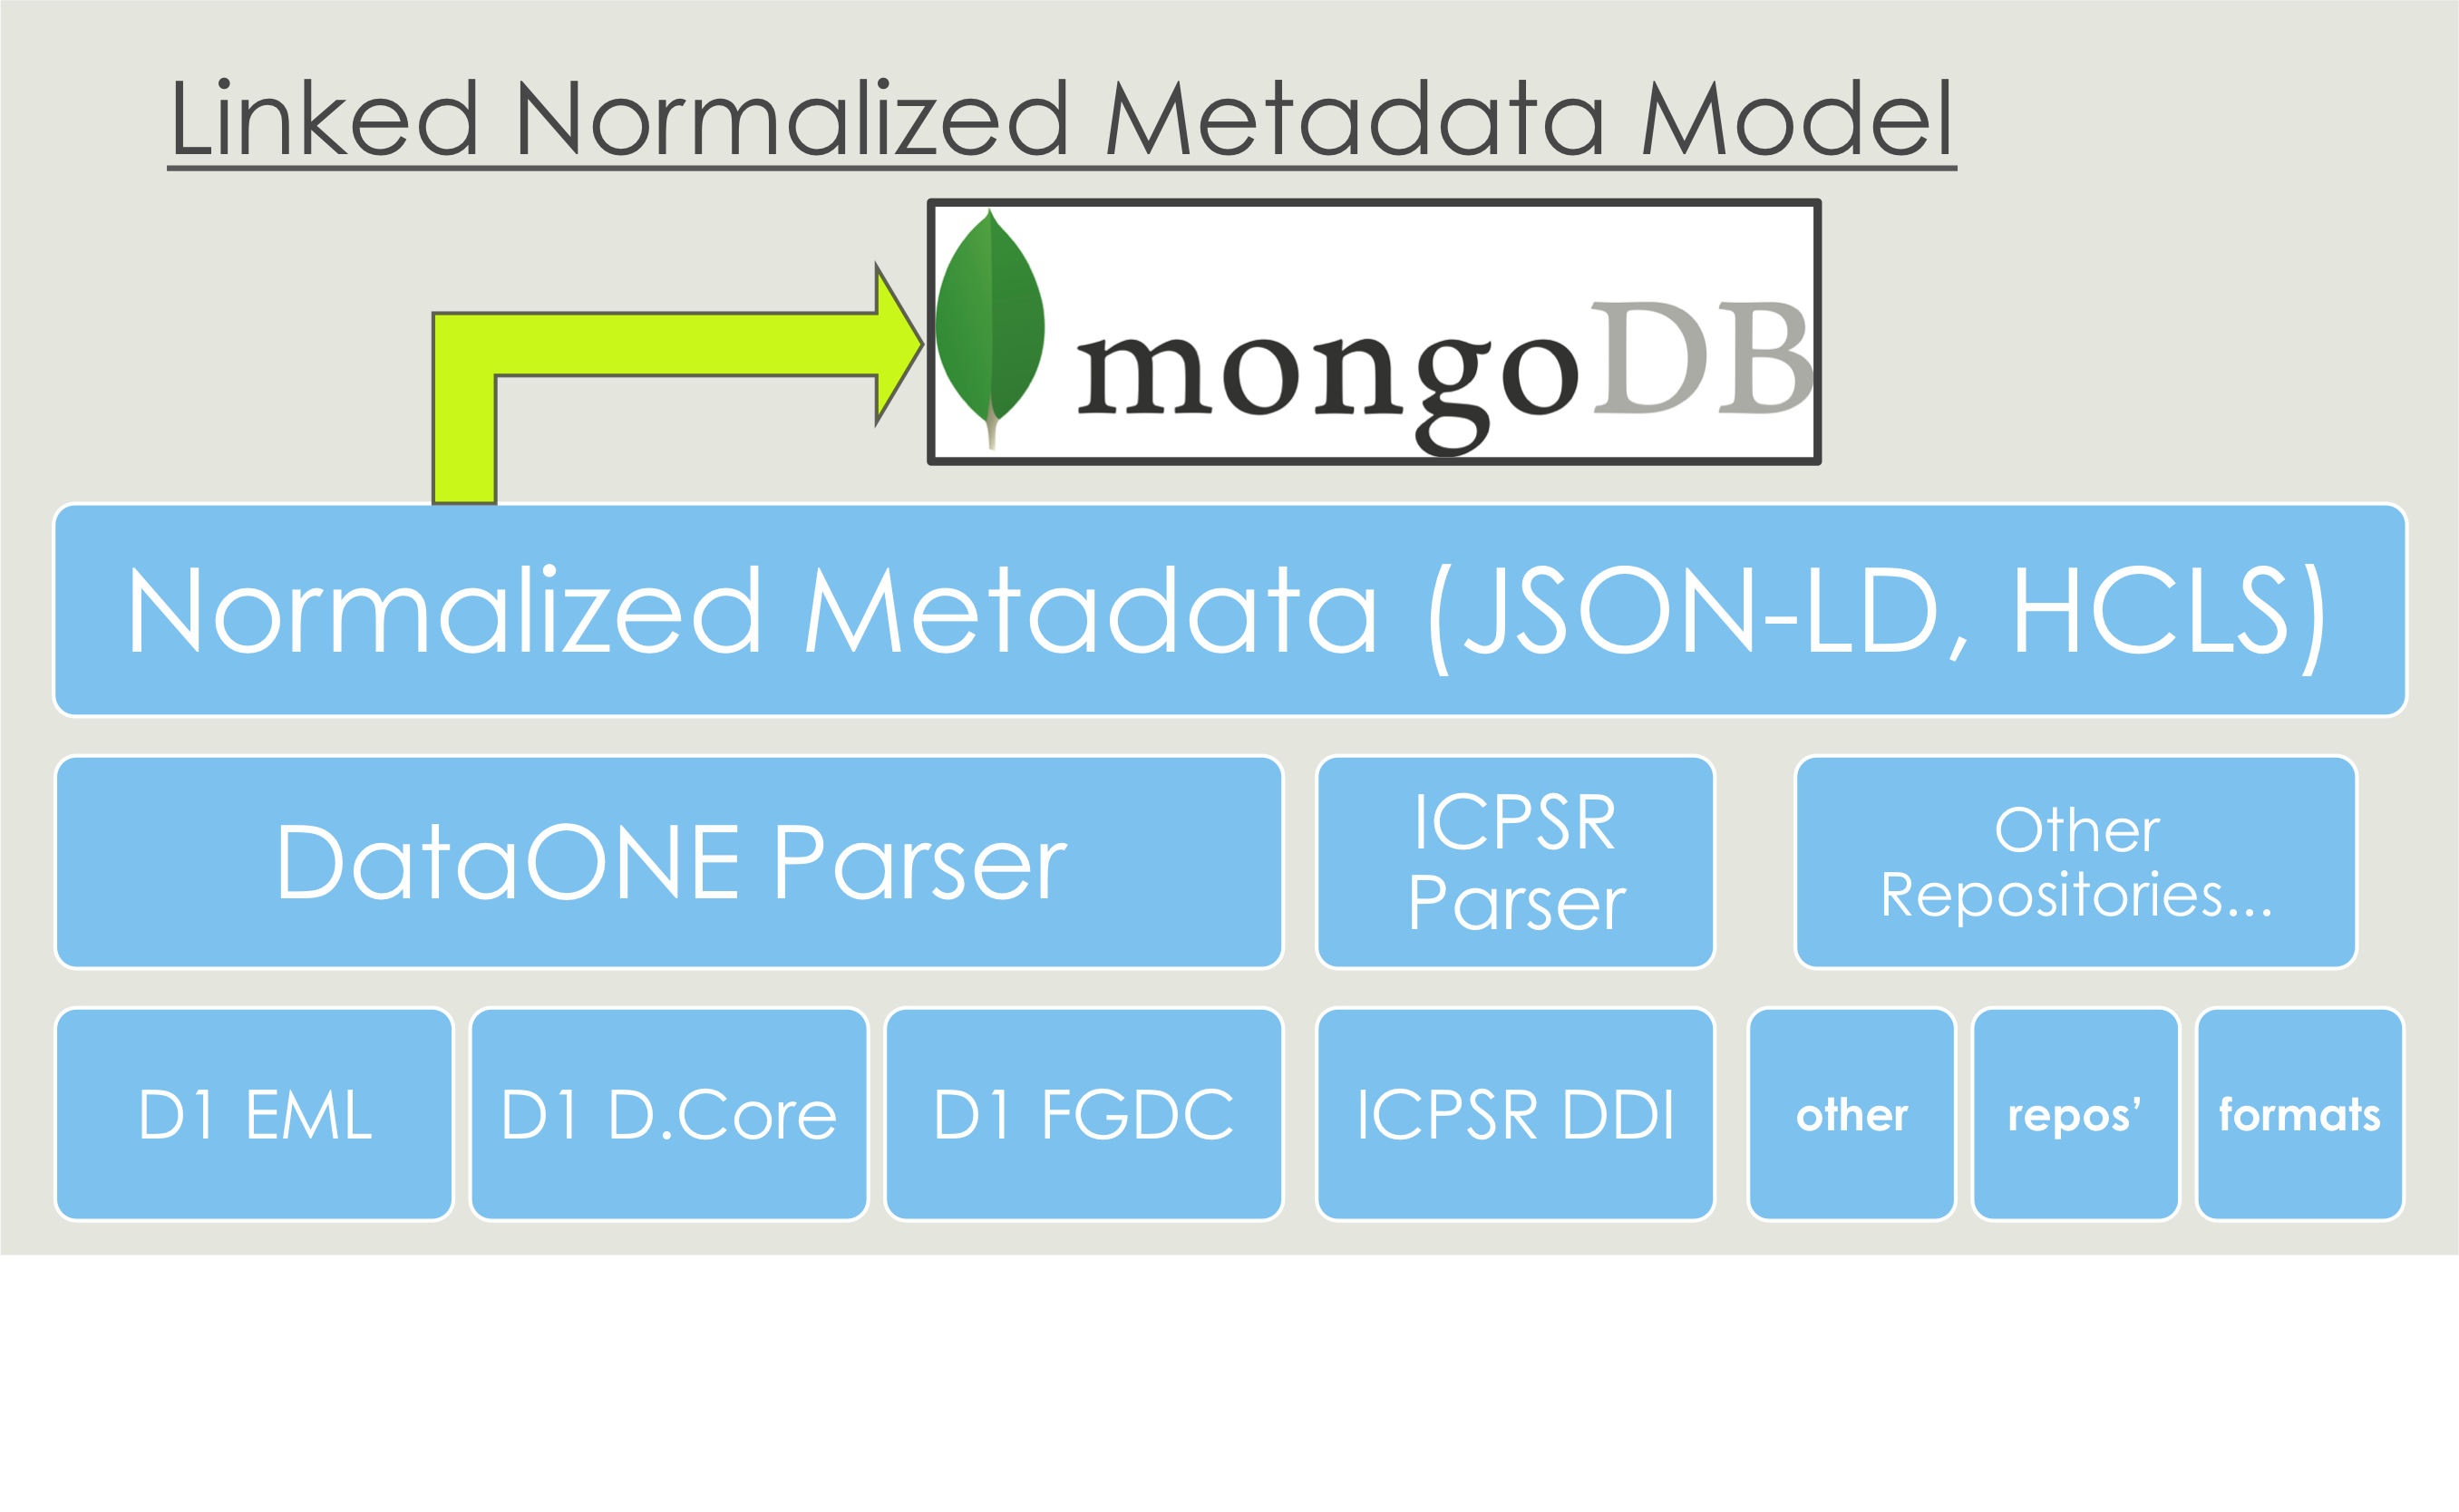 Linked Normalized Metadata Model
mongoDB
Normalized Metadata (JSON-LD, HCLS)
DataONE Parser
ICPSR
Parser
Other
Repositories...
D1 EML
D1 D.Core
D1 FGDC
ICPSR DDI
other
repos’
formats